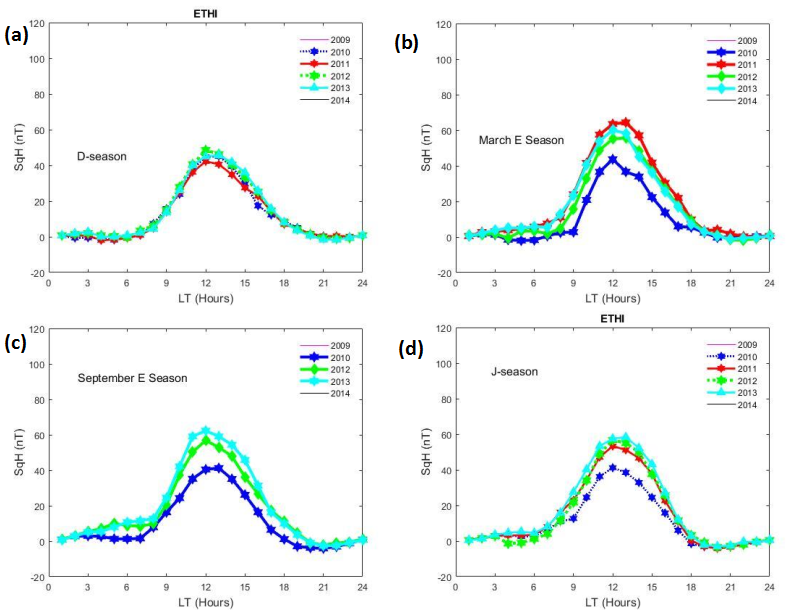 ETHI
(a)
120
100
80
60
40
20
0
-20
SqH (nT)
2009
2010
2011
2012
2013
2014
D-season
0 3 6 9 12 15 18 21 24
LT (Hours)
(b)
120
100
80
60
40
20
0
-20
SqH (nT)
2009
2010
2011
2012
2013
2014
March E Season
0 3 6 9 12 15 18 21 24
LT (Hours)
(c)
120
100
80
60
40
20
0
-20
SqH (nT)
2009
2010
2012
2013
2014
September E Season
0 3 6 9 12 15 18 21 24
LT (Hours)
ETHI
(d)
120
100
80
60
40
20
0
-20
SqH (nT)
2009
2010
2011
2012
2013
2014
J-season
0 3 6 9 12 15 18 21 24
LT (Hours)